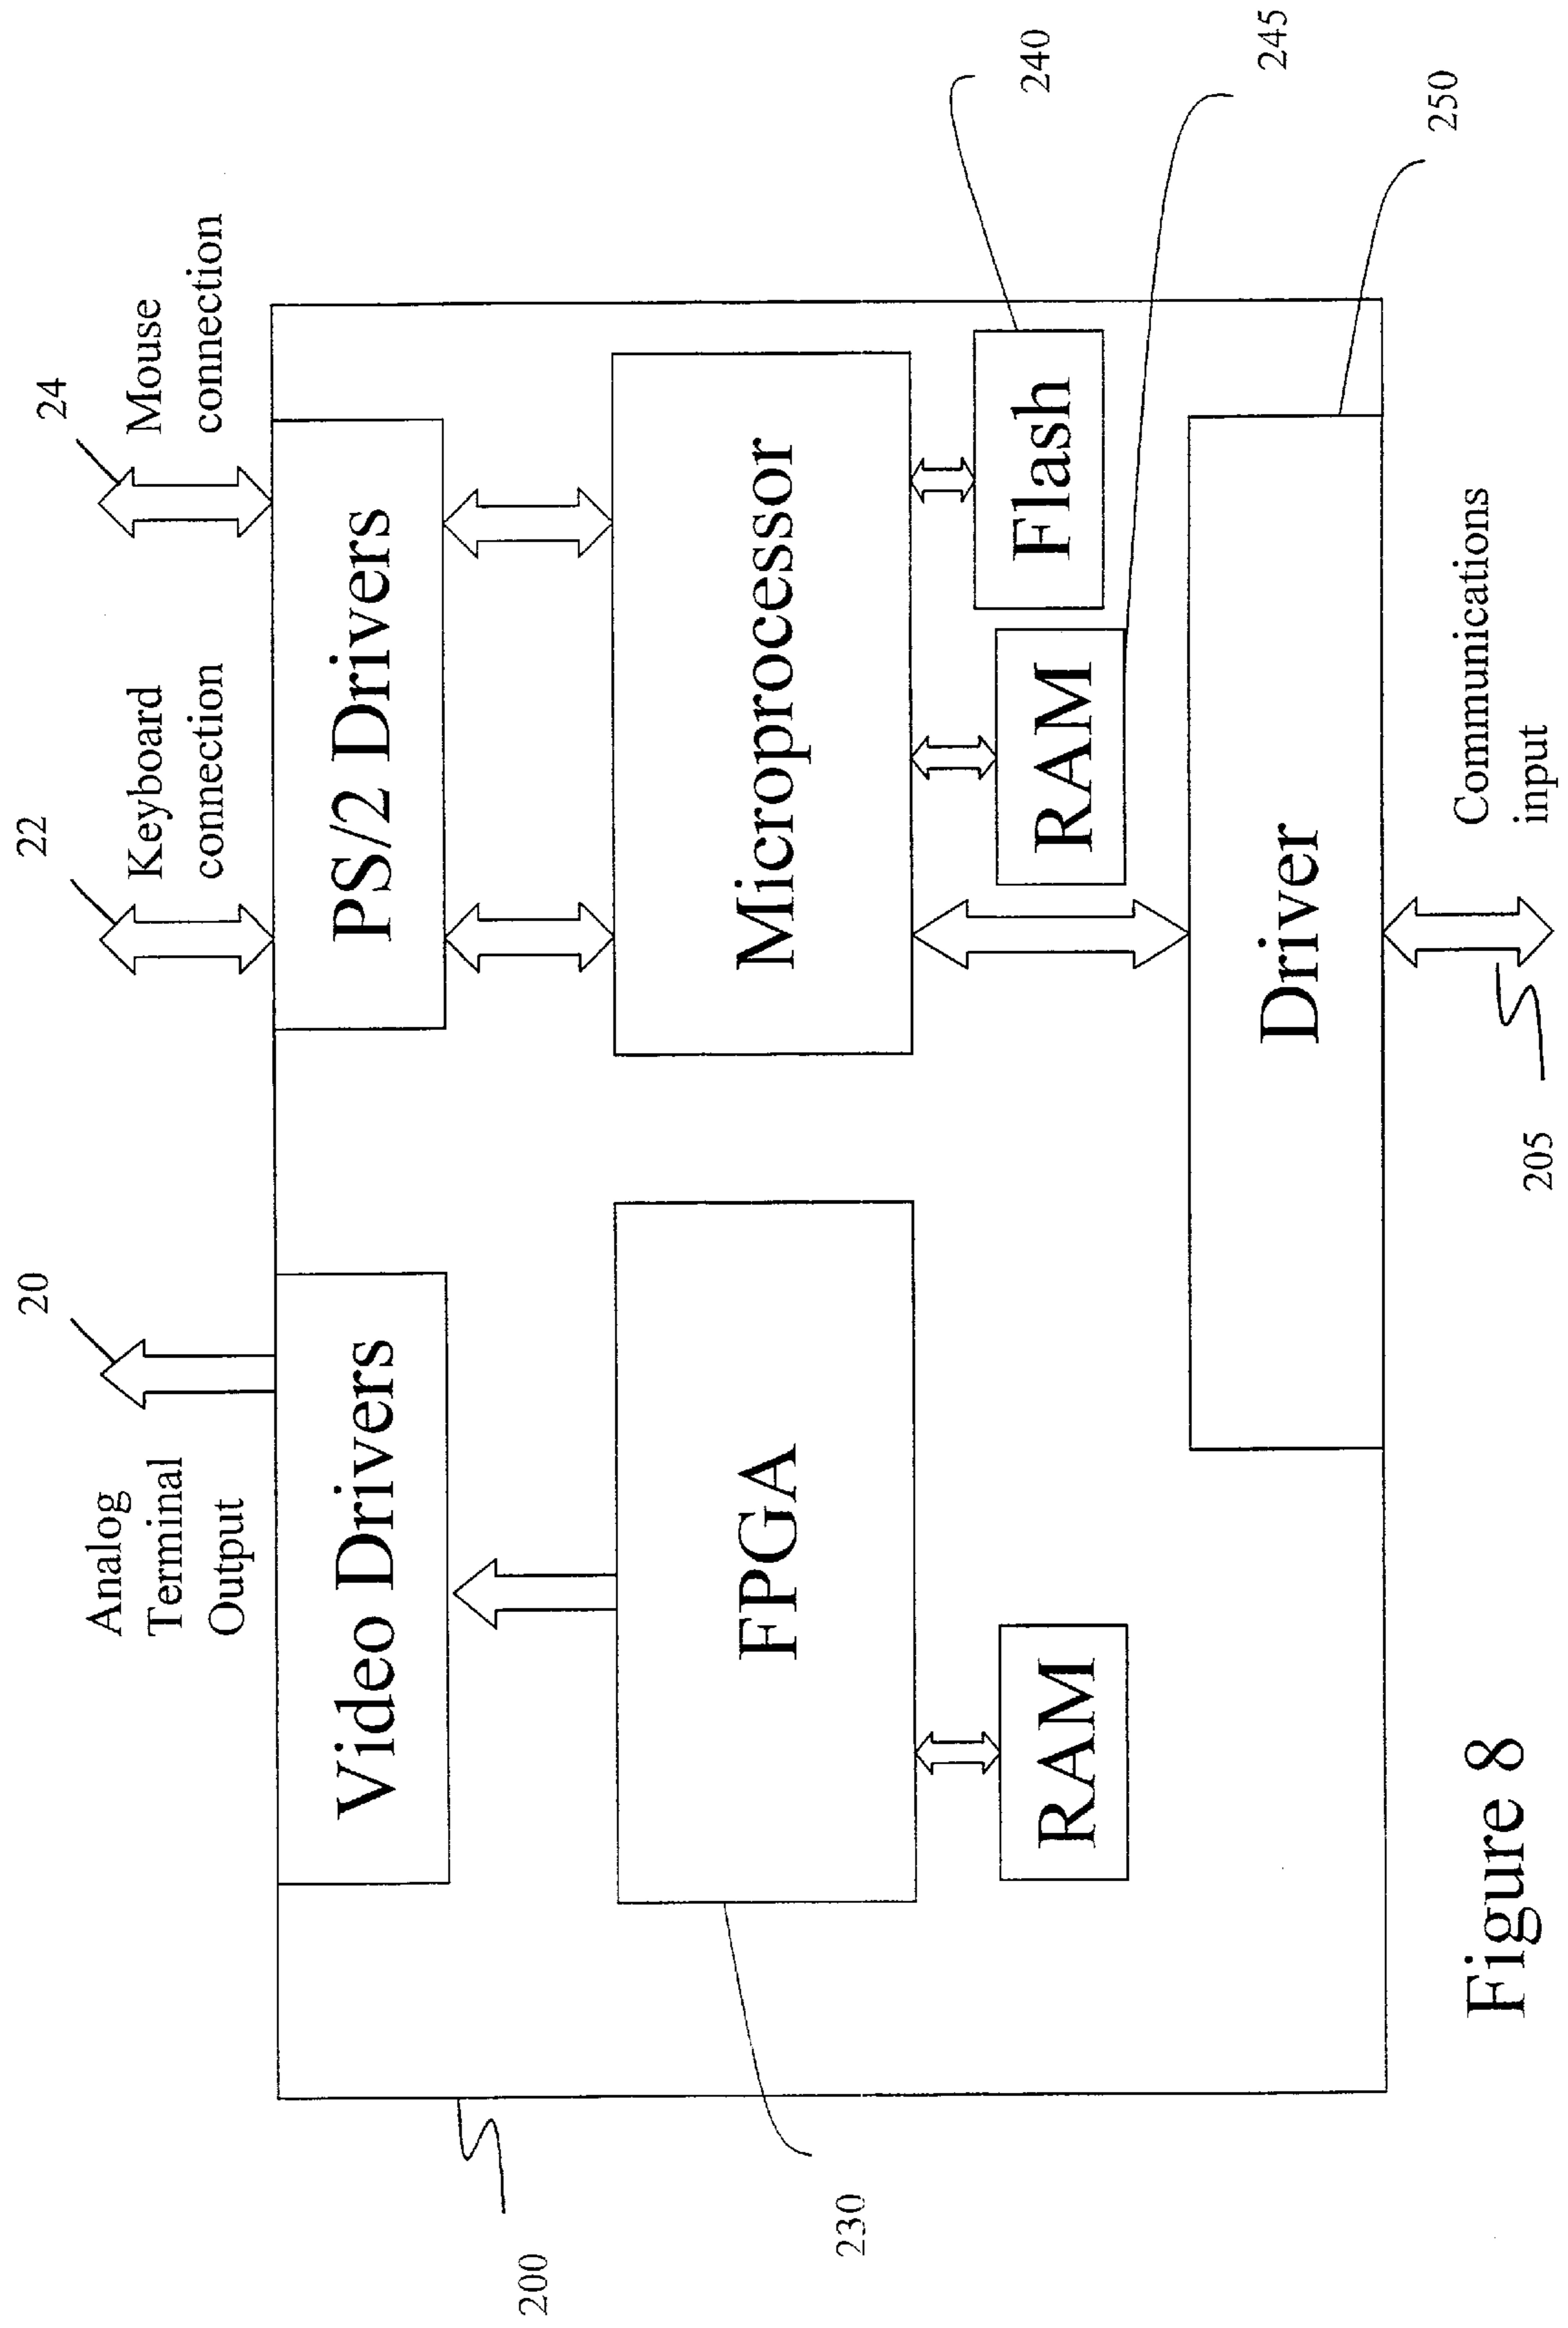 20
22
24
Analog
Terminal
Output
Keyboard
connection
Mouse
connection
Video Drivers
PS/2 Drivers
FPGA
Microprocessor
RAM
RAM
Flash
Driver
200
230
240
245
250
205
Communications
input
Figure 8